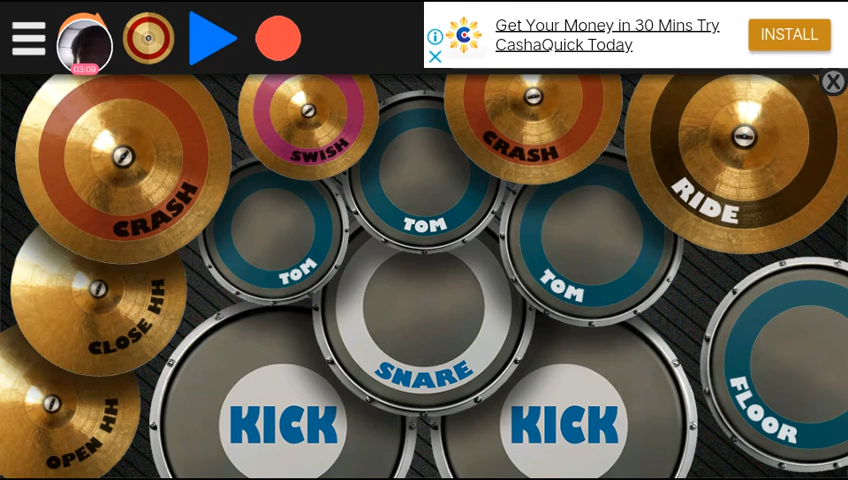 Get Your Money in 30 Mins Try
CashaQuick Today
INSTALL
03:09
CRASH
SWISH
CRASH
RIDE
TOM
TOM
TOM
CLOSE HH
SNARE
FLOOR
OPEN HH
KICK
KICK